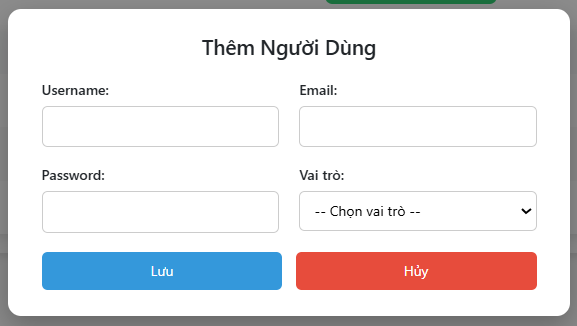 Thêm Người Dùng
Username:
Email:
Password:
Vai trò:
-- Chọn vai trò --
Lưu
Hủy